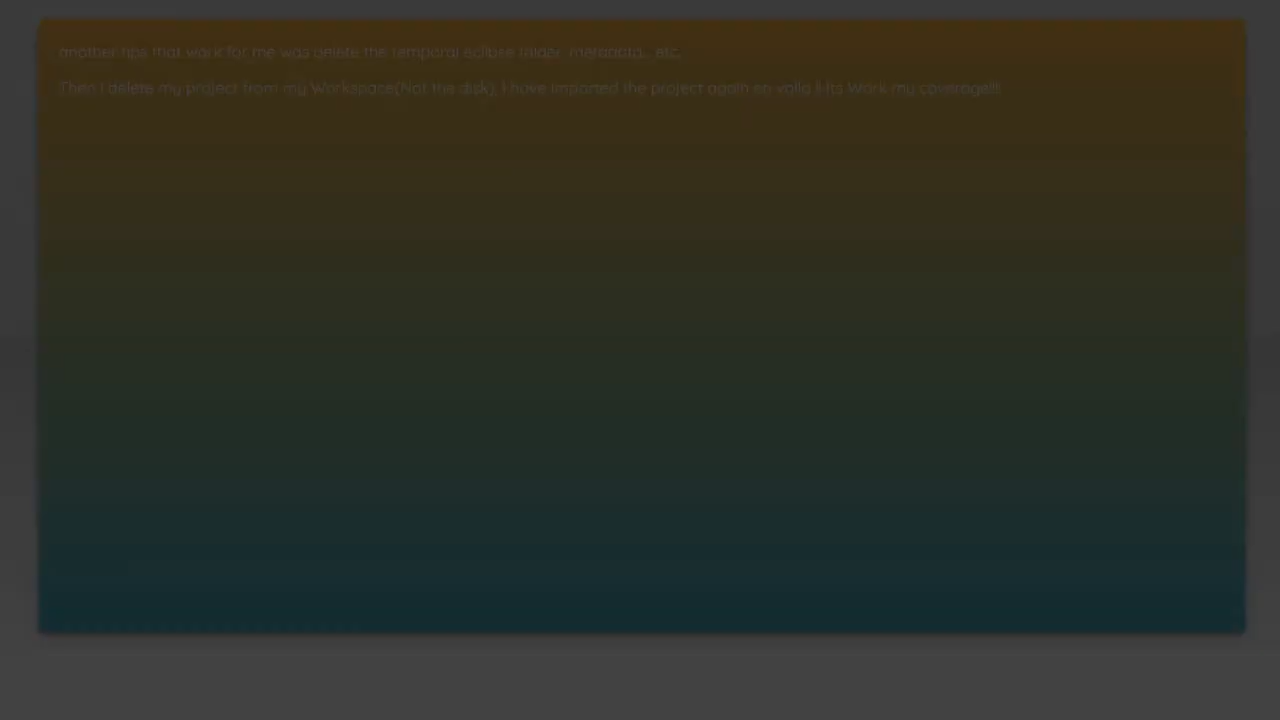 another tips that work for me was delete the temporal eclipse folder .metadata.. etc.
Then I delete my project from my Workspace(Not the disk), I have imported the project again an voila !! Its Work my coverage!!!